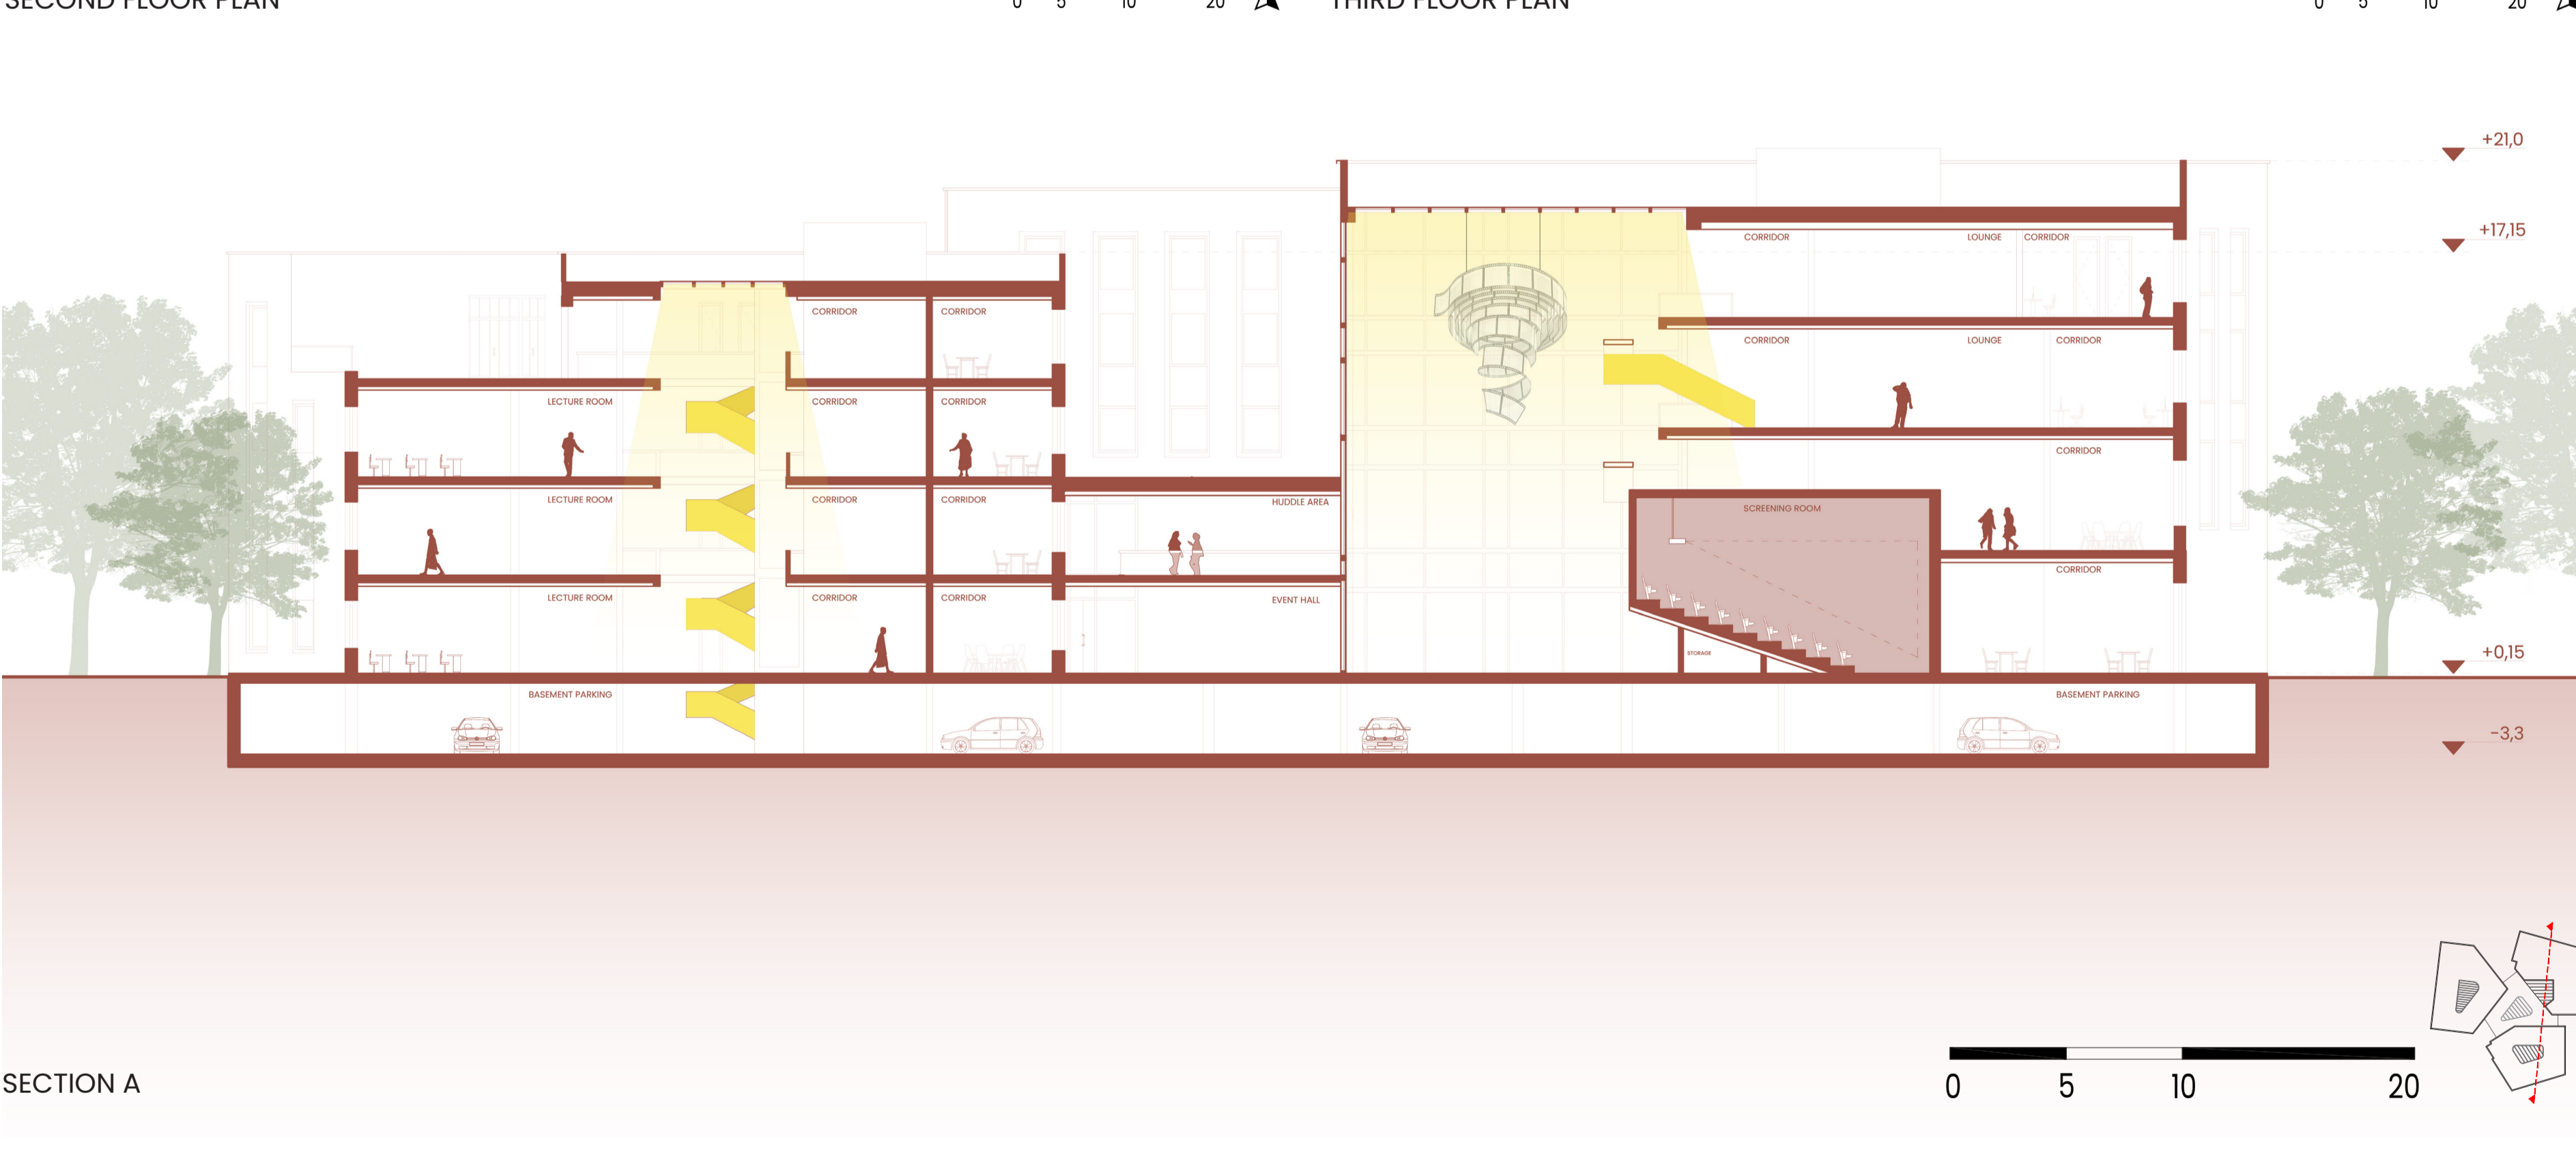 SECOND FLOOR PLAN
0 5 10 20
THIRD FLOOR PLAN
0 5 10 20
+21,0
+17,15
CORRIDOR LOUNGE CORRIDOR
CORRIDOR CORRIDOR
CORRIDOR LOUNGE CORRIDOR
LECTURE ROOM CORRIDOR CORRIDOR
CORRIDOR
LECTURE ROOM CORRIDOR CORRIDOR HUDDLE AREA
SCREENING ROOM
CORRIDOR
LECTURE ROOM CORRIDOR CORRIDOR EVENT HALL
STORAGE
+0,15
BASEMENT PARKING BASEMENT PARKING
-3,3
SECTION A
0 5 10 20